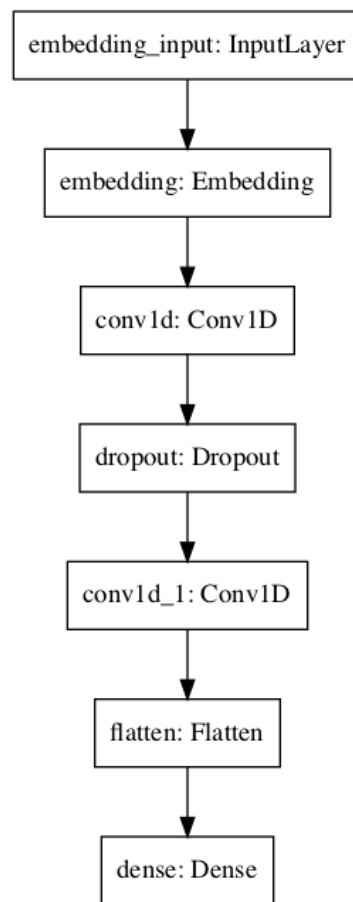 embedding_input: InputLayer
embedding: Embedding
conv1d: Conv1D
dropout: Dropout
conv1d_1: Conv1D
flatten: Flatten
dense: Dense